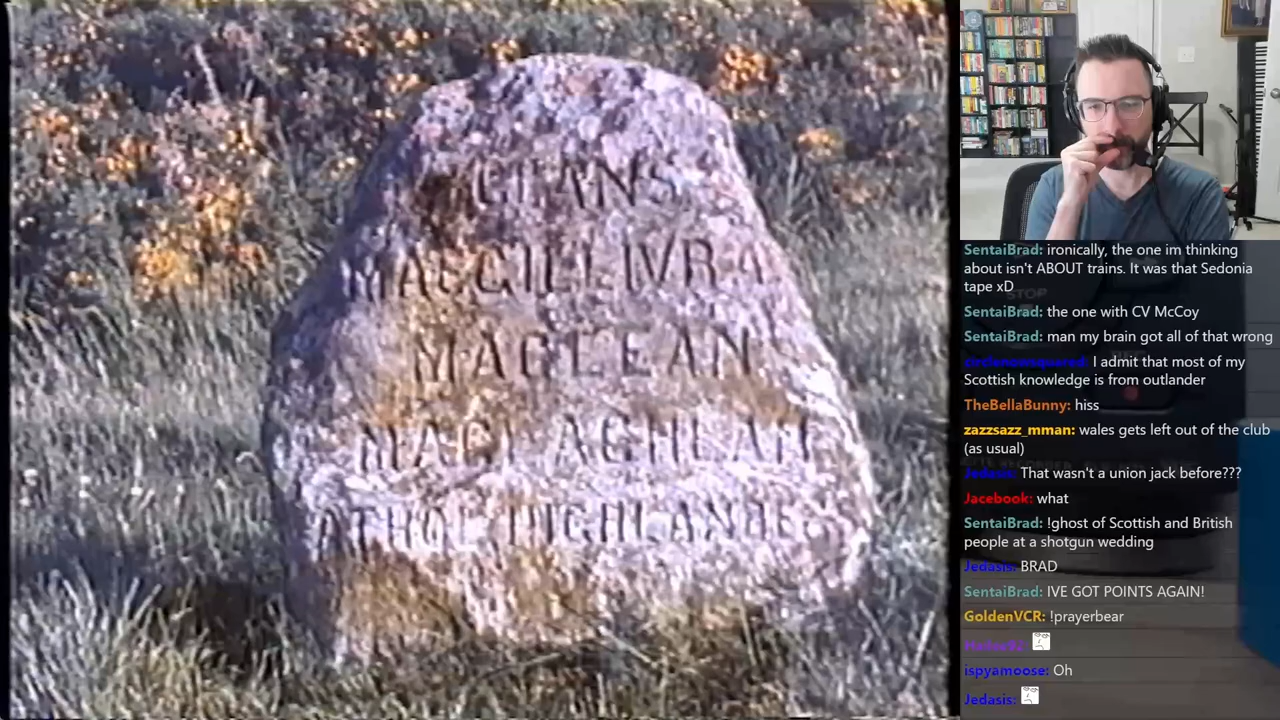 CLANS
MACGILLIVRA
MACLEAN
MACLACHLAN
ATHOL HIGHLANDE
SentaiBrad: ironically, the one im thinking
about isn't ABOUT trains. It was that Sedonia
tape xD
SentaiBrad: the one with CV McCoy
SentaiBrad: man my brain got all of that wrong
I admit that most of my
Scottish knowledge is from outlander
TheBellaBunny: hiss
zazzsazz_mman: wales gets left out of the club
(as usual)
Jedasis: That wasn't a union jack before???
Jacebook: what
SentaiBrad: !ghost of Scottish and British
people at a shotgun wedding
Jedasis: BRAD
SentaiBrad: IVE GOT POINTS AGAIN!
GoldenVCR: !prayerbear
ispyamoose: Oh
Jedasis: